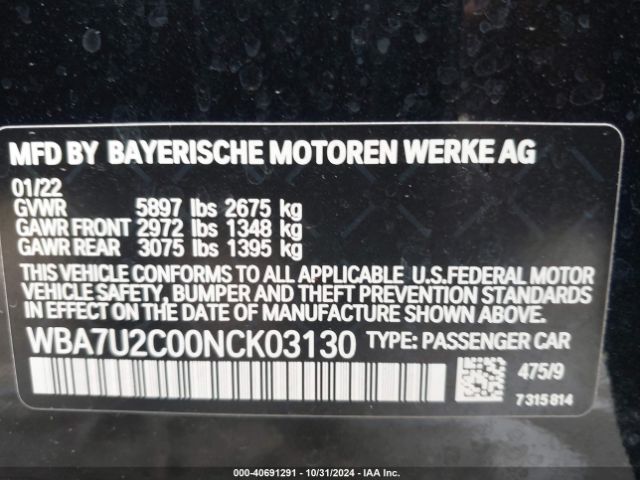 MFD BY BAYERISCHE MOTOREN WERKE AG
01/22
GVWR 5897 lbs 2675 kg
GAWR FRONT 2972 lbs 1348 kg
GAWR REAR 3075 lbs 1395 kg
THIS VEHICLE CONFORMS TO ALL APPLICABLE U.S.FEDERAL MOTOR
VEHICLE SAFETY, BUMPER AND THEFT PREVENTION STANDARDS
IN EFFECT ON THE DATE OF MANUFACTURE SHOWN ABOVE.
WBA7U2C00NCK03130 TYPE: PASSENGER CAR
475/9
7 315 814
000-40691291 - 10/31/2024 - IAA Inc.